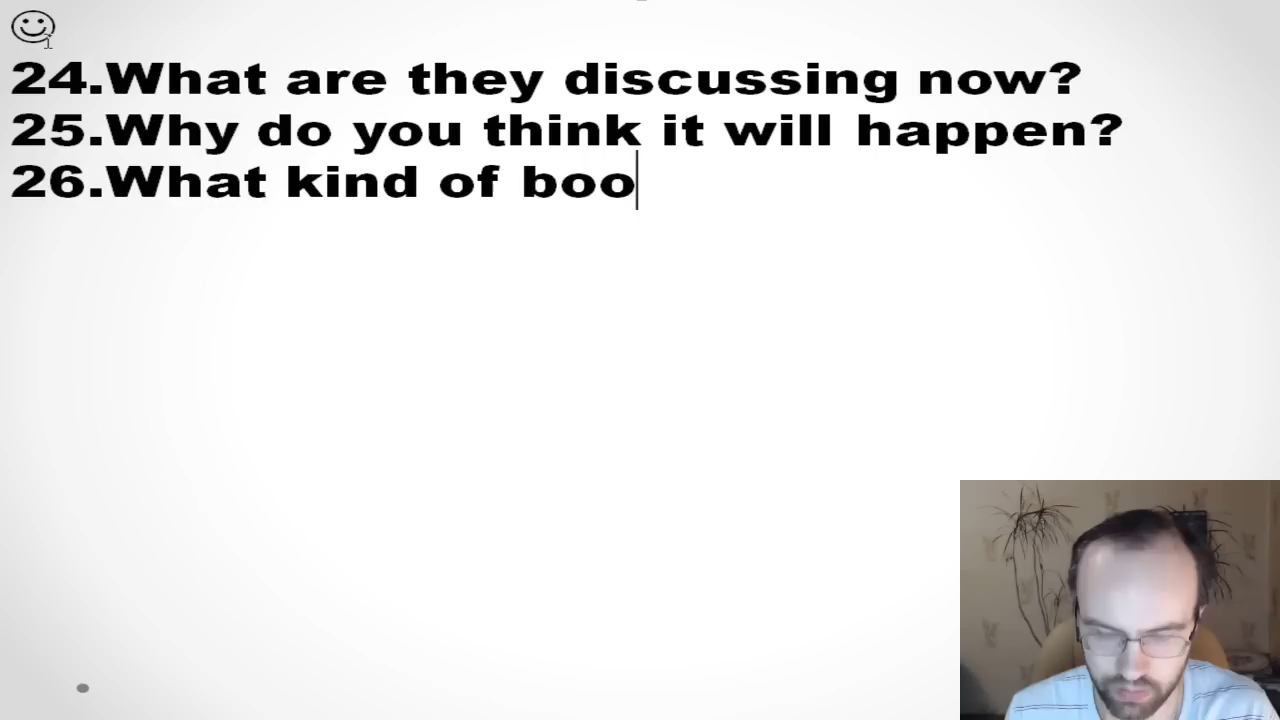 24.What are they discussing now?
25.Why do you think it will happen?
26.What kind of boo